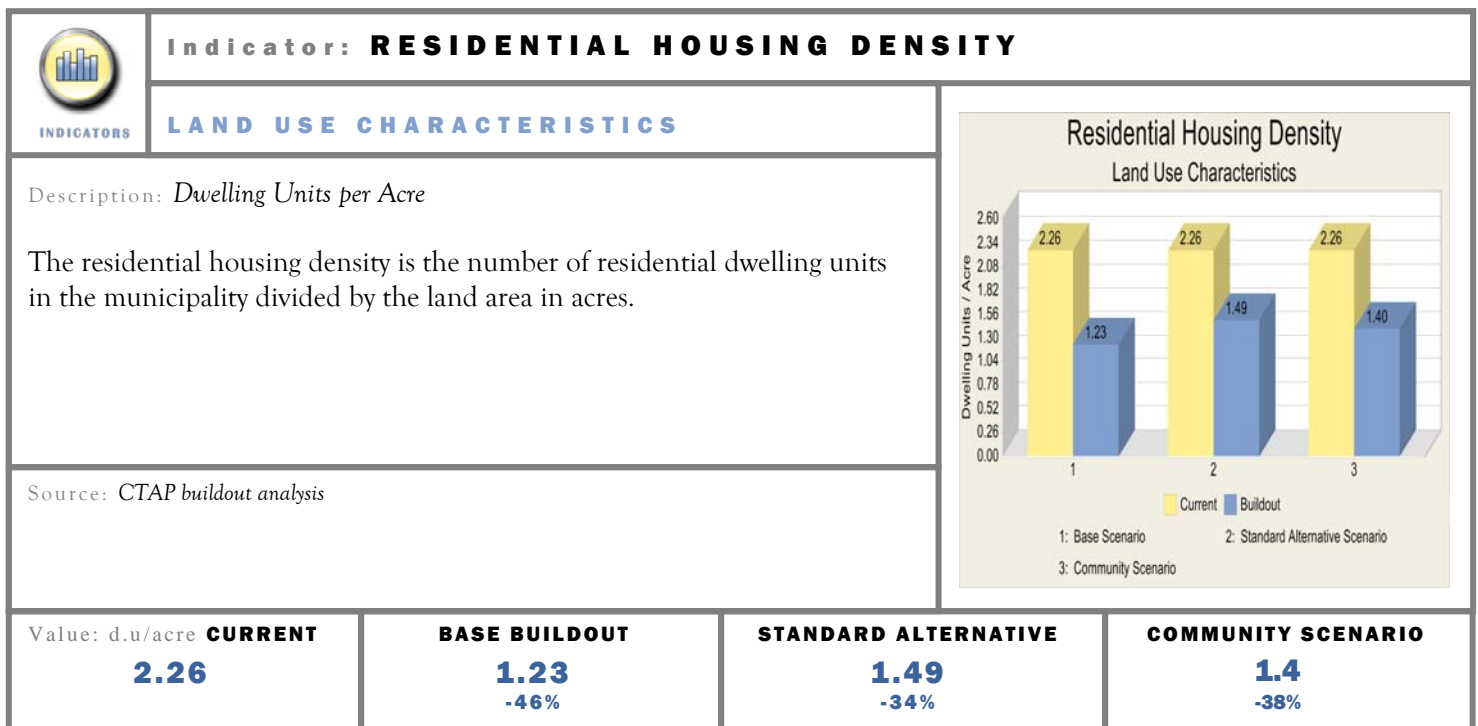 Indicator: RESIDENTIAL HOUSING DENSITY
INDICATORS
LAND USE CHARACTERISTICS
Description: Dwelling Units per Acre
The residential housing density is the number of residential dwelling units
in the municipality divided by the land area in acres.
Source: CTAP buildout analysis
Residential Housing Density
Land Use Characteristics
Dwelling Units / Acre
2.60
2.34
2.08
1.82
1.56
1.30
1.04
0.78
0.52
0.26
0.00
2.26
1.23
2.26
1.49
2.26
1.40
1 2 3
Current Buildout
1: Base Scenario 2: Standard Alternative Scenario
3: Community Scenario
Value: d.u/acre CURRENT
2.26
BASE BUILDOUT
1.23
-46%
STANDARD ALTERNATIVE
1.49
-34%
COMMUNITY SCENARIO
1.4
-38%